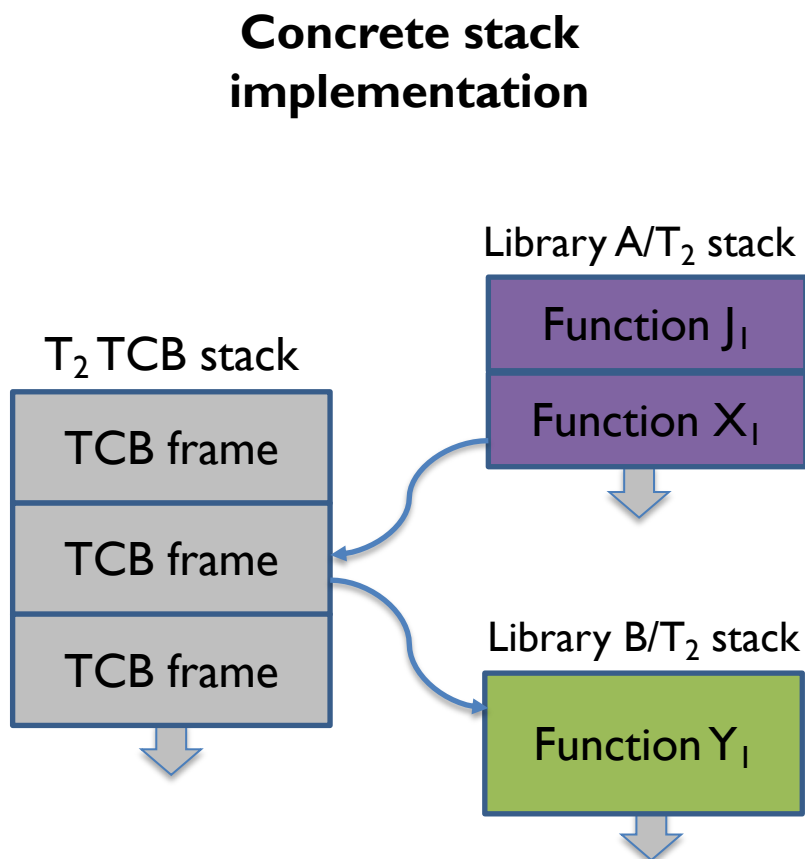 Concrete stack
implementation
Library A/T₂ stack
Function J₁
T₂ TCB stack
Function X₁
TCB frame
TCB frame
Library B/T₂ stack
TCB frame
Function Y₁